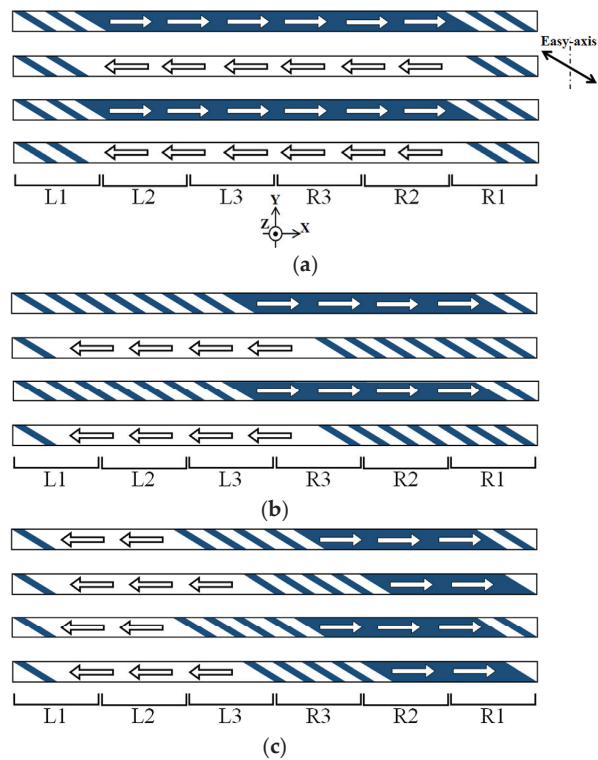 Easy-axis
L1 L2 L3 R3 R2 R1
Y
Z X
(a)
L1 L2 L3 R3 R2 R1
(b)
L1 L2 L3 R3 R2 R1
(c)